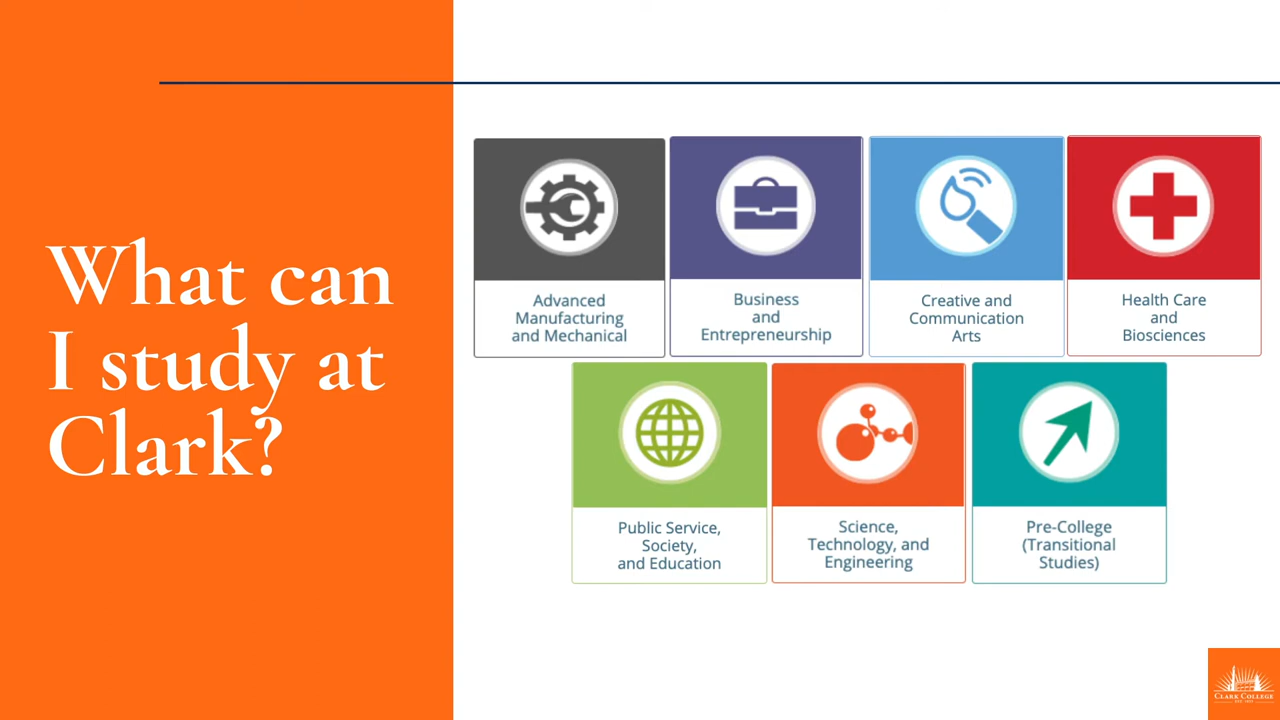 What can
I study at
Clark?
Advanced
Manufacturing
and Mechanical
Business
and
Entrepreneurship
Creative and
Communication
Arts
Health Care
and
Biosciences
Public Service,
Society,
and Education
Science,
Technology, and
Engineering
Pre-College
(Transitional
Studies)
CLARK COLLEGE